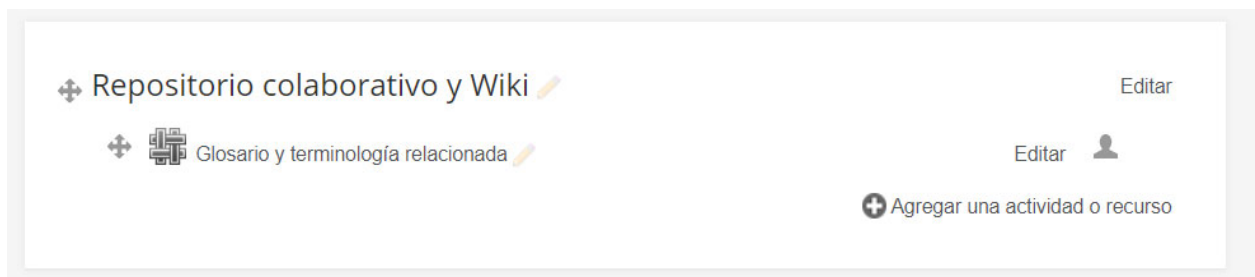 Repositorio colaborativo y Wiki Editar
Glosario y terminología relacionada Editar
Agregar una actividad o recurso